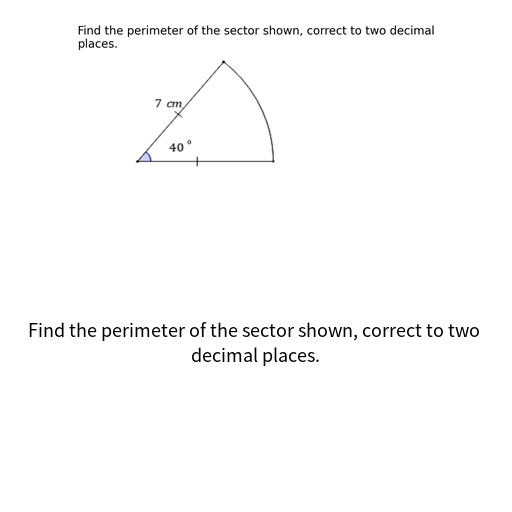 Find the perimeter of the sector shown, correct to two decimal
places.
7 cm
40°
Find the perimeter of the sector shown, correct to two
decimal places.